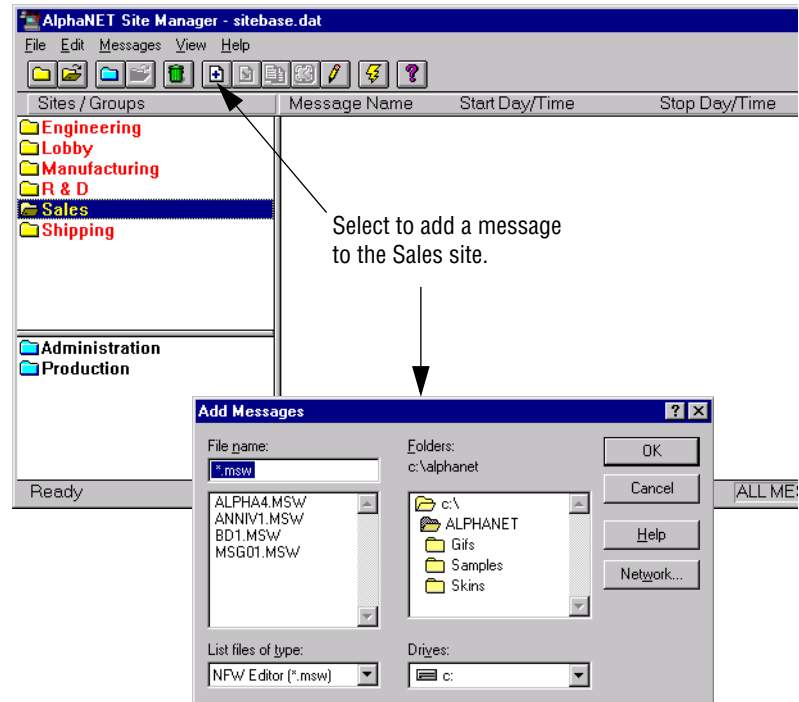 AlphaNET Site Manager - sitebase.dat
File Edit Messages View Help
Sites / Groups Message Name Start Day/Time Stop Day/Time
Engineering
Lobby
Manufacturing
R & D
Sales
Shipping
Select to add a message
to the Sales site.
Administration
Production
Ready ALL MES
Add Messages
File name:
*.msw
ALPHA4.MSW
ANNIV1.MSW
BD1.MSW
MSG01.MSW
List files of type:
NFW Editor (*.msw)
Folders:
c:\alphanet
c:\
ALPHANET
Gifs
Samples
Skins
Drives:
c:
OK
Cancel
Help
Network...